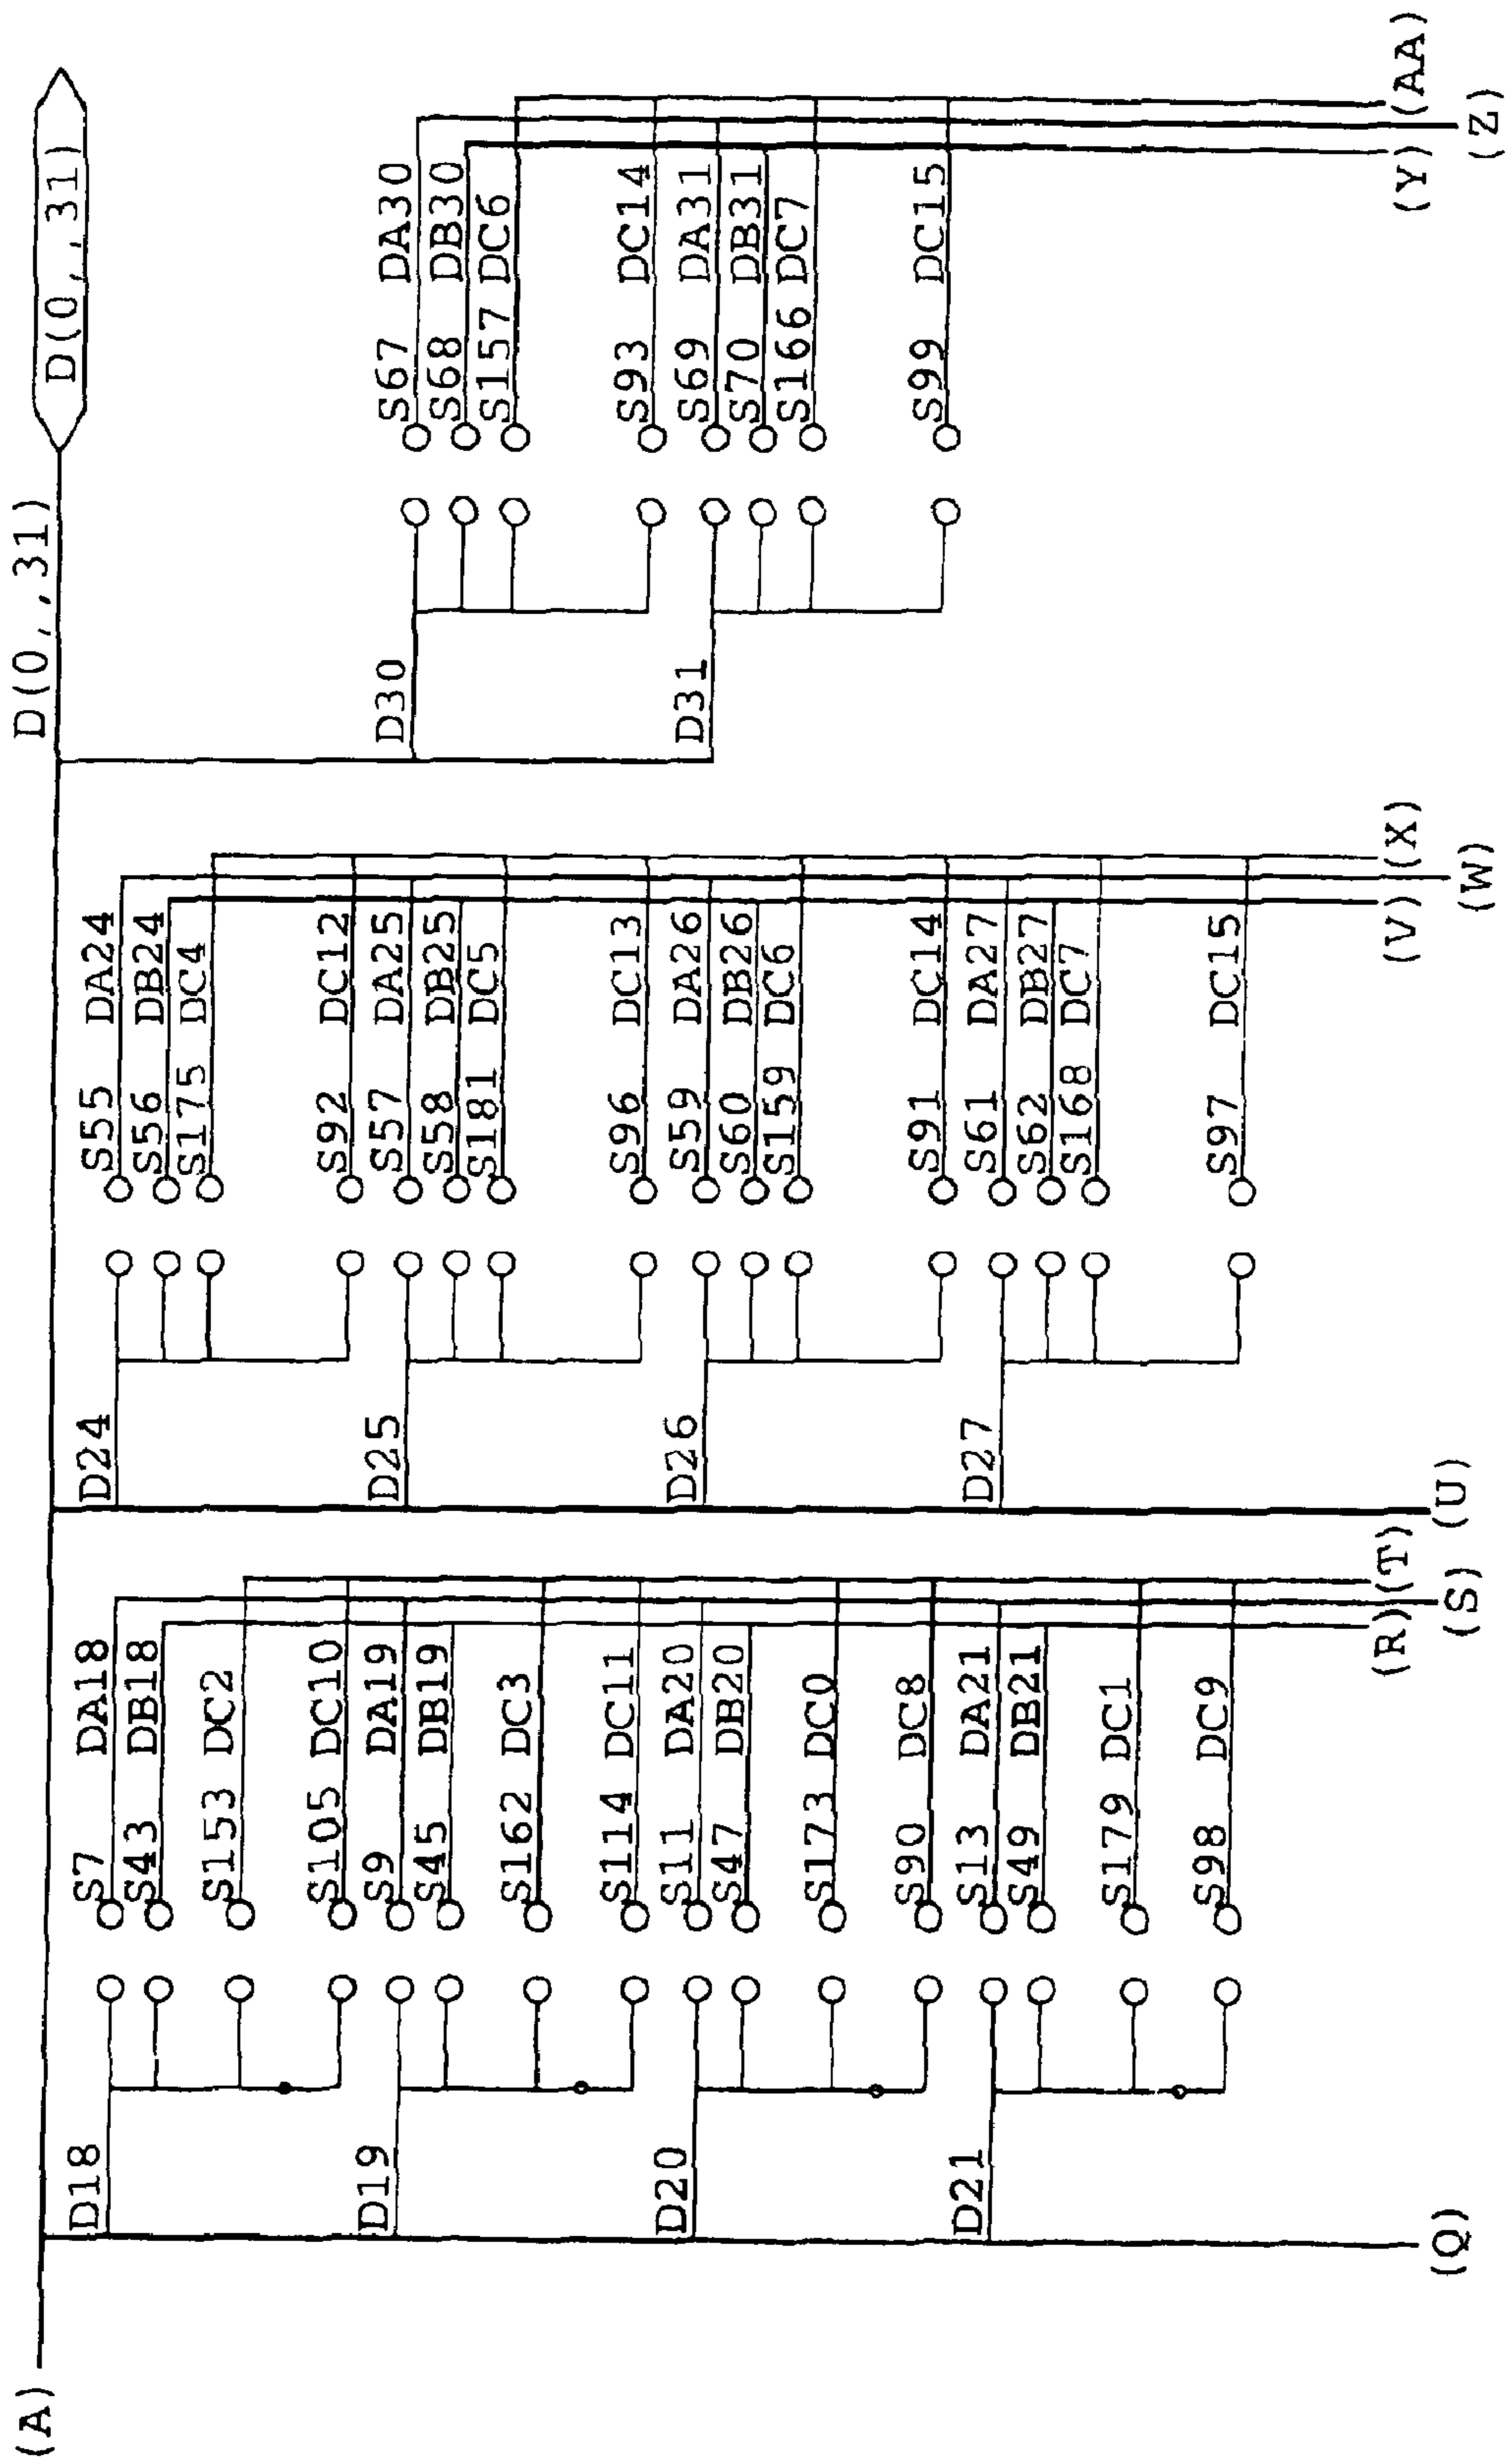 (A)
D(0,,31)
D(0,,31)
D18
S7 DA18
S43 DB18
S153 DC2
S105 DC10
D19
S9 DA19
S45 DB19
S162 DC3
S114 DC11
D20
S11 DA20
S47 DB20
S173 DC0
S90 DC8
D21
S13 DA21
S49 DB21
S179 DC1
S98 DC9
(Q)
(R) (T)
(S)
(U)
D24
S55 DA24
S56 DB24
S175 DC4
S92 DC12
D25
S57 DA25
S58 DB25
S181 DC5
S96 DC13
D26
S59 DA26
S60 DB26
S159 DC6
S91 DC14
D27
S61 DA27
S62 DB27
S168 DC7
S97 DC15
(V) (X)
(W)
D30
S67 DA30
S68 DB30
S157 DC6
S93 DC14
D31
S69 DA31
S70 DB31
S166 DC7
S99 DC15
(Y) (AA)
(Z)